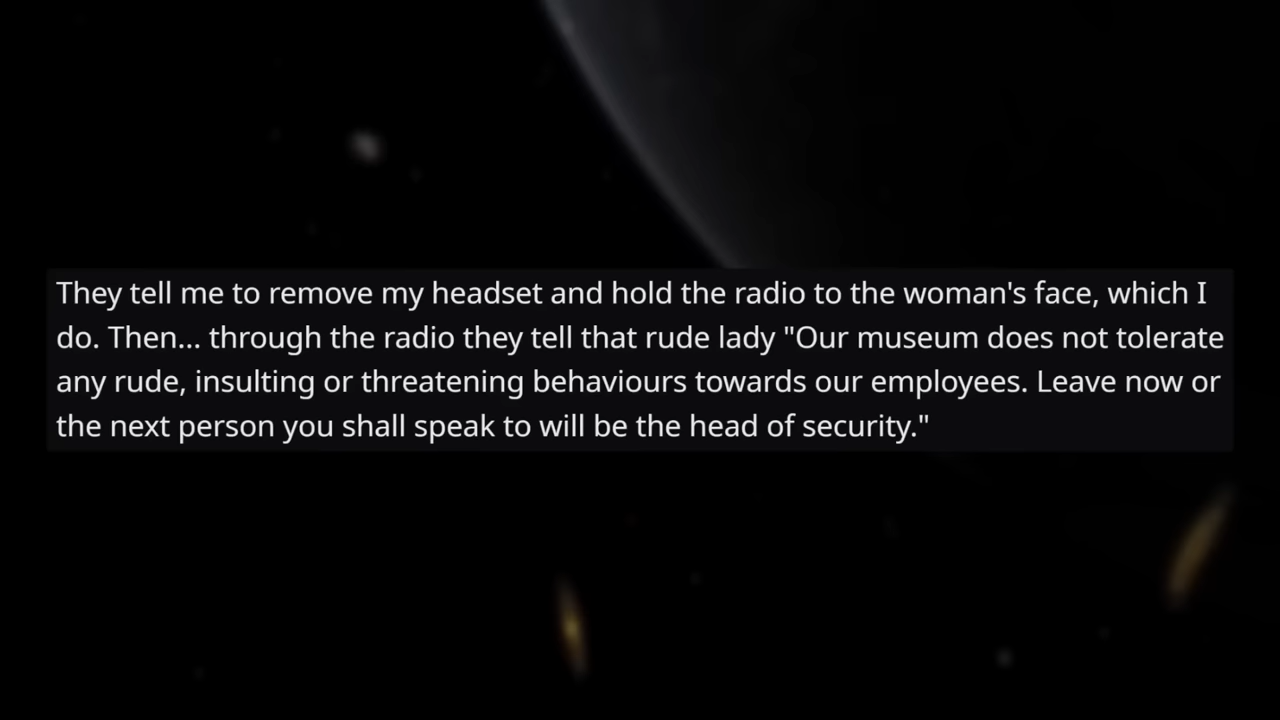 They tell me to remove my headset and hold the radio to the woman's face, which I
do. Then... through the radio they tell that rude lady "Our museum does not tolerate
any rude, insulting or threatening behaviours towards our employees. Leave now or
the next person you shall speak to will be the head of security."